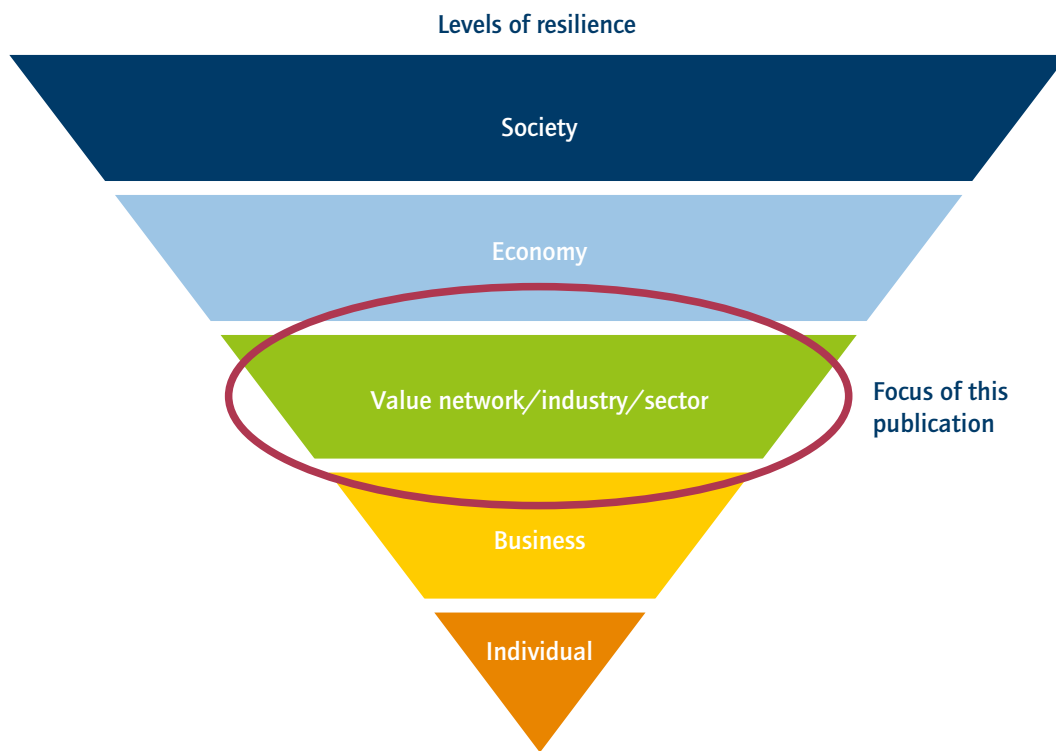 Levels of resilience
Society
Economy
Value network/industry/sector
Focus of this
publication
Business
Individual